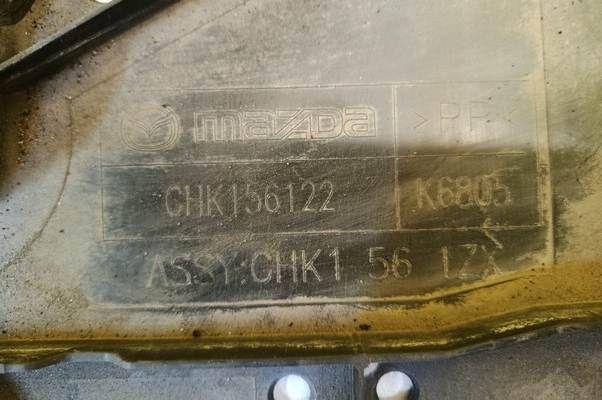 mazDa >PP<
CHK156122 K6805
ASSY:CHK1 56 1ZX